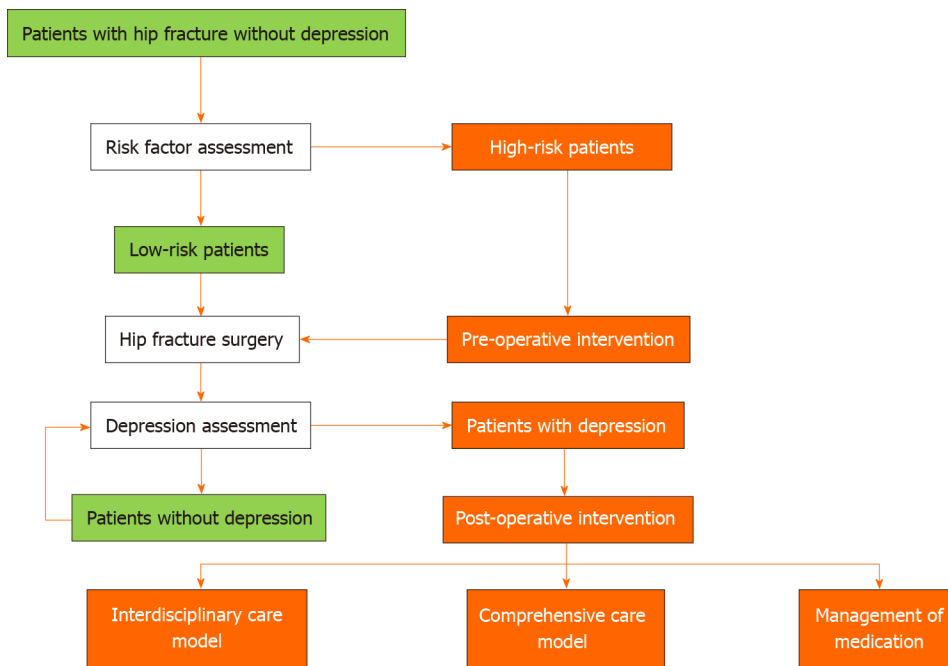 Patients with hip fracture without depression
Risk factor assessment
High-risk patients
Low-risk patients
Hip fracture surgery
Pre-operative intervention
Depression assessment
Patients with depression
Patients without depression
Post-operative intervention
Interdisciplinary care
model
Comprehensive care
model
Management of
medication